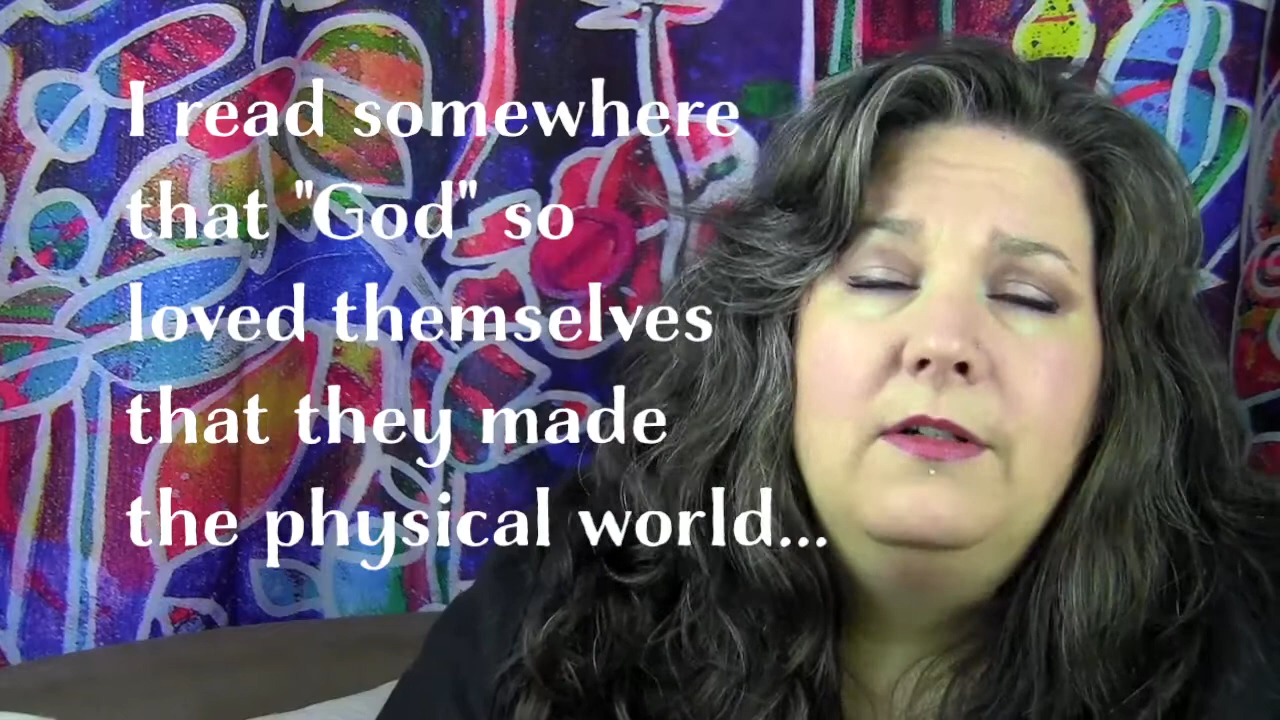 I read somewhere
that "God" so
loved themselves
that they made
the physical world...